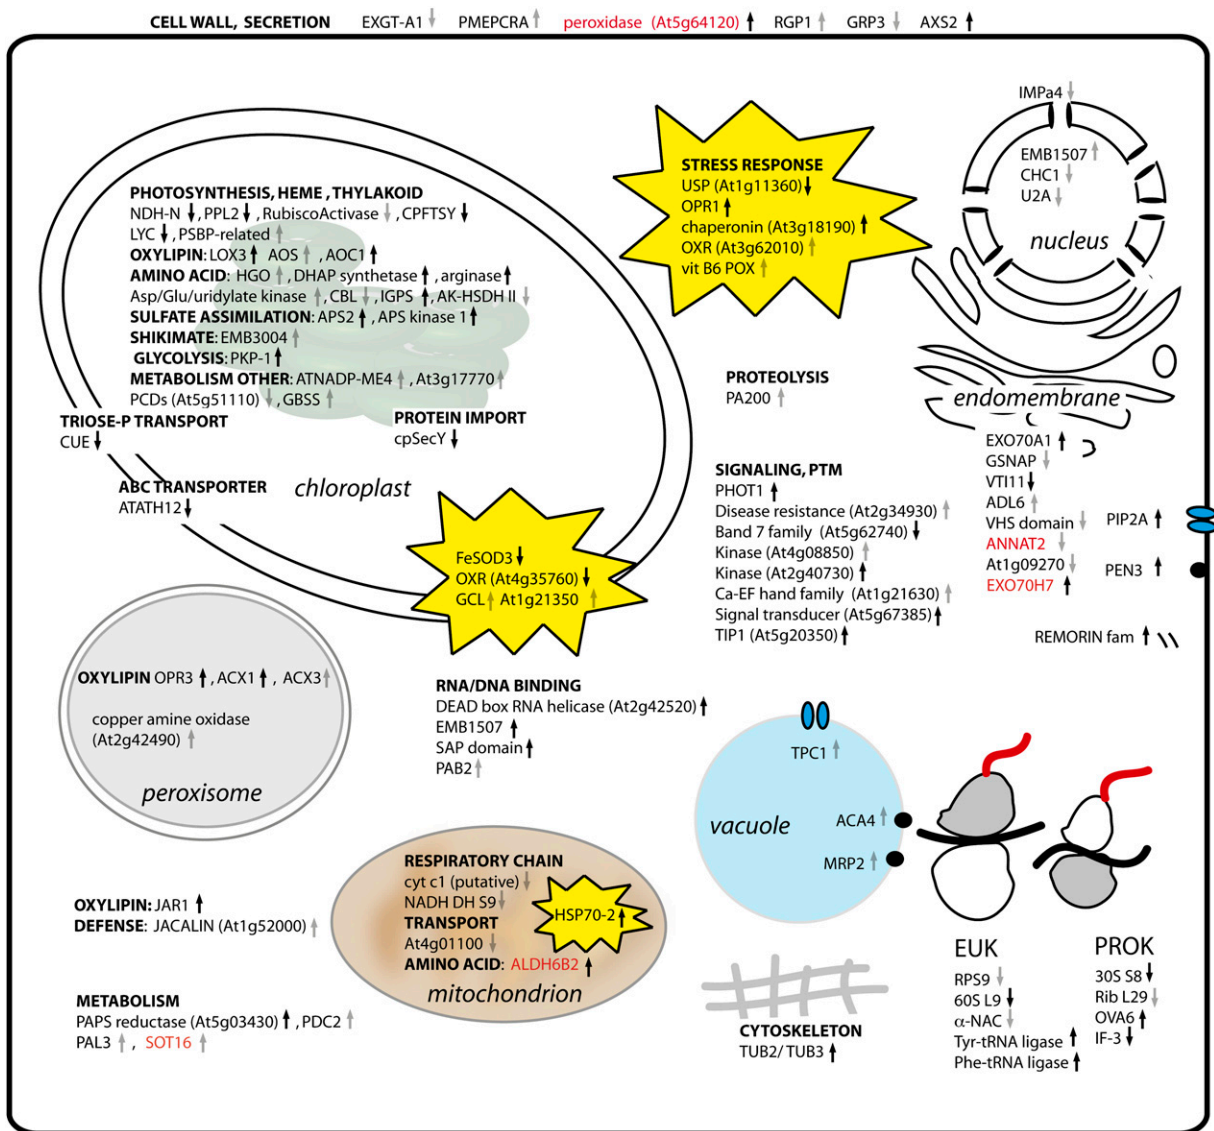 CELL WALL, SECRETION EXGT-A1 ↓ PMEPCRA ↑ peroxidase (At5g64120) ↑ RGP1 ↑ GRP3 ↓ AXS2 ↑
PHOTOSYNTHESIS, HEME , THYLAKOID
NDH-N ↓, PPL2 ↓, RubiscoActivase ↓, CPFTSY ↓
LYC ↓, PSBP-related ↑
OXYLIPIN: LOX3 ↑ AOS ↑ , AOC1 ↑
AMINO ACID: HGO ↑ , DHAP synthetase ↑, arginase ↑
Asp/Glu/uridylate kinase ↑, CBL ↓ IGPS ↑, AK-HSDH II ↓
SULFATE ASSIMILATION: APS2 ↑, APS kinase 1 ↑
SHIKIMATE: EMB3004 ↑
GLYCOLYSIS: PKP-1 ↑
METABOLISM OTHER: ATNADP-ME4 ↑ , At3g17770 ↑
PCDs (At5g51110) ↓, GBSS ↑
TRIOSE-P TRANSPORT
CUE ↓
PROTEIN IMPORT
cpSecY ↓
ABC TRANSPORTER
ATATH12 ↓
chloroplast
FeSOD3 ↓
OXR (At4g35760) ↓
GCL ↑ At1g21350 ↑
STRESS RESPONSE
USP (At1g11360) ↓
OPR1 ↑
chaperonin (At3g18190) ↑
OXR (At3g62010) ↑
vit B6 POX ↑
IMPa4 ↓
EMB1507 ↑
CHC1 ↓
U2A ↓
nucleus
endomembrane
EXO70A1 ↑
GSNAP ↓
VTI11 ↓
ADL6 ↑
VHS domain ↓
ANNAT2 ↓
At1g09270 ↓
EXO70H7 ↑
PIP2A ↑
PEN3 ↑
REMORIN fam ↑
PROTEOLYSIS
PA200 ↑
SIGNALING, PTM
PHOT1 ↑
Disease resistance (At2g34930) ↑
Band 7 family (At5g62740) ↓
Kinase (At4g08850) ↑
Kinase (At2g40730) ↑
Ca-EF hand family (At1g21630) ↑
Signal transducer (At5g67385) ↑
TIP1 (At5g20350) ↑
OXYLIPIN OPR3 ↑ , ACX1 ↑ , ACX3 ↑
copper amine oxidase
(At2g42490) ↑
peroxisome
RNA/DNA BINDING
DEAD box RNA helicase (At2g42520) ↑
EMB1507 ↑
SAP domain ↑
PAB2 ↑
TPC1 ↑
vacuole
ACA4 ↑
MRP2 ↑
RESPIRATORY CHAIN
cyt c1 (putative) ↓
NADH DH S9 ↓
TRANSPORT
At4g01100 ↓
AMINO ACID: ALDH6B2 ↑
HSP70-2 ↑
mitochondrion
OXYLIPIN: JAR1 ↑
DEFENSE: JACALIN (At1g52000) ↑
METABOLISM
PAPS reductase (At5g03430) ↑ , PDC2 ↑
PAL3 ↑ , SOT16 ↑
CYTOSKELETON
TUB2/ TUB3 ↑
EUK
RPS9 ↓
60S L9 ↓
α-NAC ↓
Tyr-tRNA ligase ↑
Phe-tRNA ligase ↑
PROK
30S S8 ↓
Rib L29 ↓
OVA6 ↑
IF-3 ↓